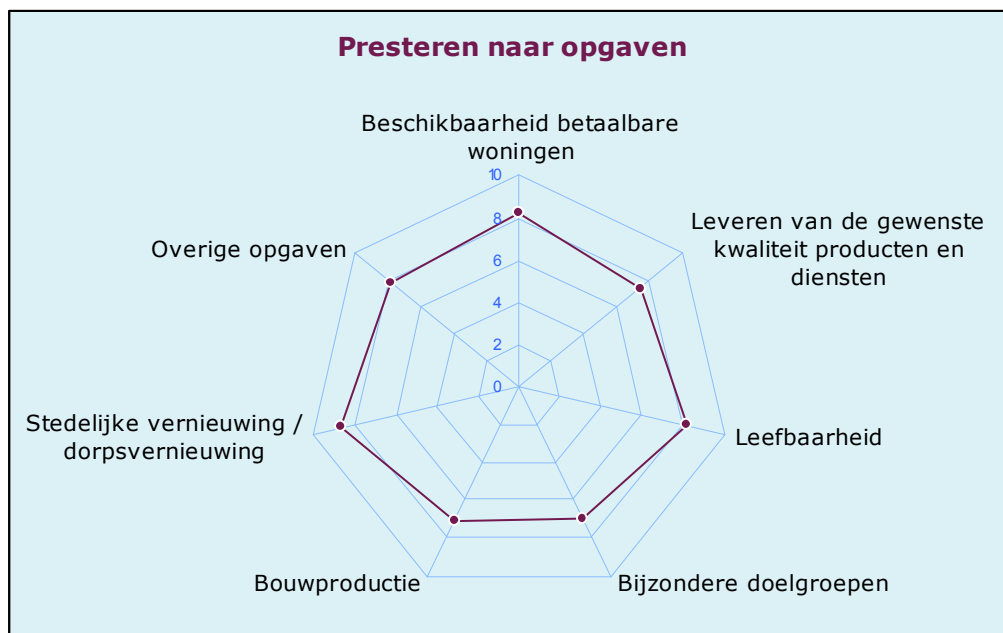 Presteren naar opgaven
Beschikbaarheid betaalbare
woningen
10
8
6
4
2
0
Leveren van de gewenste
kwaliteit producten en
diensten
Overige opgaven
Stedelijke vernieuwing /
dorpsvernieuwing
Leefbaarheid
Bouwproductie
Bijzondere doelgroepen